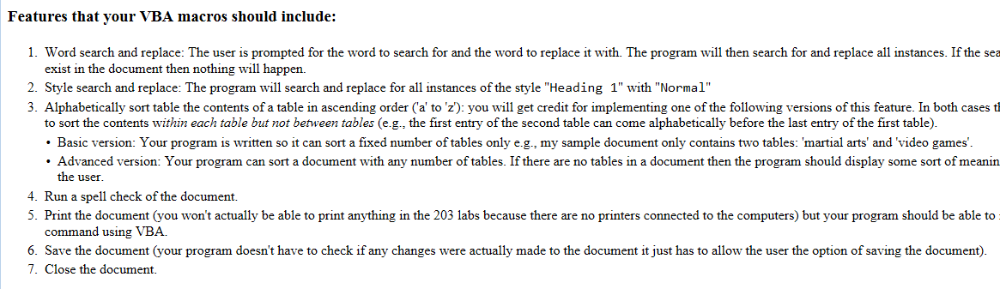 Features that your VBA macros should include:
1. Word search and replace: The user is prompted for the word to search for and the word to replace it with. The program will then search for and replace all instances. If the
exist in the document then nothing will happen.
2. Style search and replace: The program will search and replace for all instances of the style "Heading 1" with "Normal"
3. Alphabetically sort table the contents of a table in ascending order ('a' to 'z'): you will get credit for implementing one of the following versions of this feature. In both cases
to sort the contents within each table but not between tables (e.g., the first entry of the second table can come alphabetically before the last entry of the first table).
• Basic version: Your program is written so it can sort a fixed number of tables only e.g., my sample document only contains two tables: 'martial arts' and 'video games'.
• Advanced version: Your program can sort a document with any number of tables. If there are no tables in a document then the program should display some sort of
the user.
4. Run a spell check of the document.
5. Print the document (you won't actually be able to print anything in the 203 labs because there are no printers connected to the computers) but your program should be able to
command using VBA.
6. Save the document (your program doesn't have to check if any changes were actually made to the document it just has to allow the user the option of saving the document).
7. Close the document.